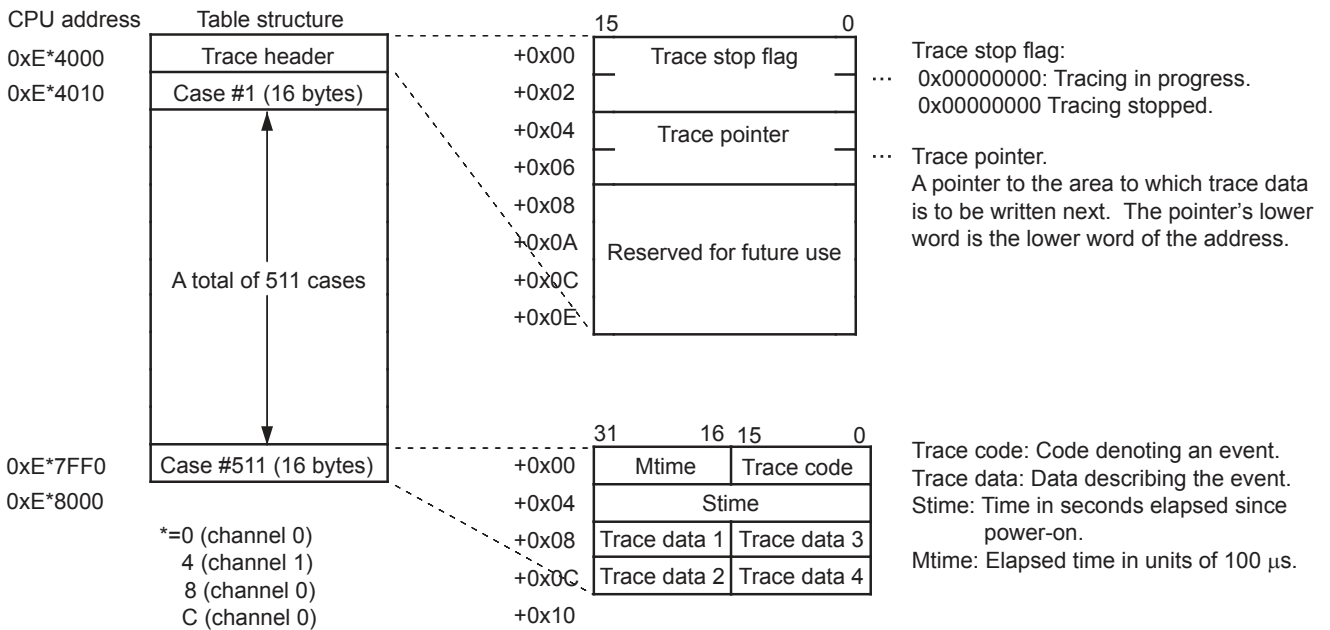 CPU address Table structure
0xE*4000 Trace header
0xE*4010 Case #1 (16 bytes)
A total of 511 cases
0xE*7FF0 Case #511 (16 bytes)
0xE*8000
*=0 (channel 0)
4 (channel 1)
8 (channel 0)
C (channel 0)
15 0
+0x00 Trace stop flag
+0x02
+0x04 Trace pointer
+0x06
+0x08
+0x0A Reserved for future use
+0x0C
+0x0E
Trace stop flag:
… 0x00000000: Tracing in progress.
0x00000000 Tracing stopped.
… Trace pointer.
A pointer to the area to which trace data
is to be written next. The pointer's lower
word is the lower word of the address.
31 16 15 0
+0x00 Mtime Trace code
+0x04 Stime
+0x08 Trace data 1 Trace data 3
+0x0C Trace data 2 Trace data 4
+0x10
Trace code: Code denoting an event.
Trace data: Data describing the event.
Stime: Time in seconds elapsed since
power-on.
Mtime: Elapsed time in units of 100 μs.